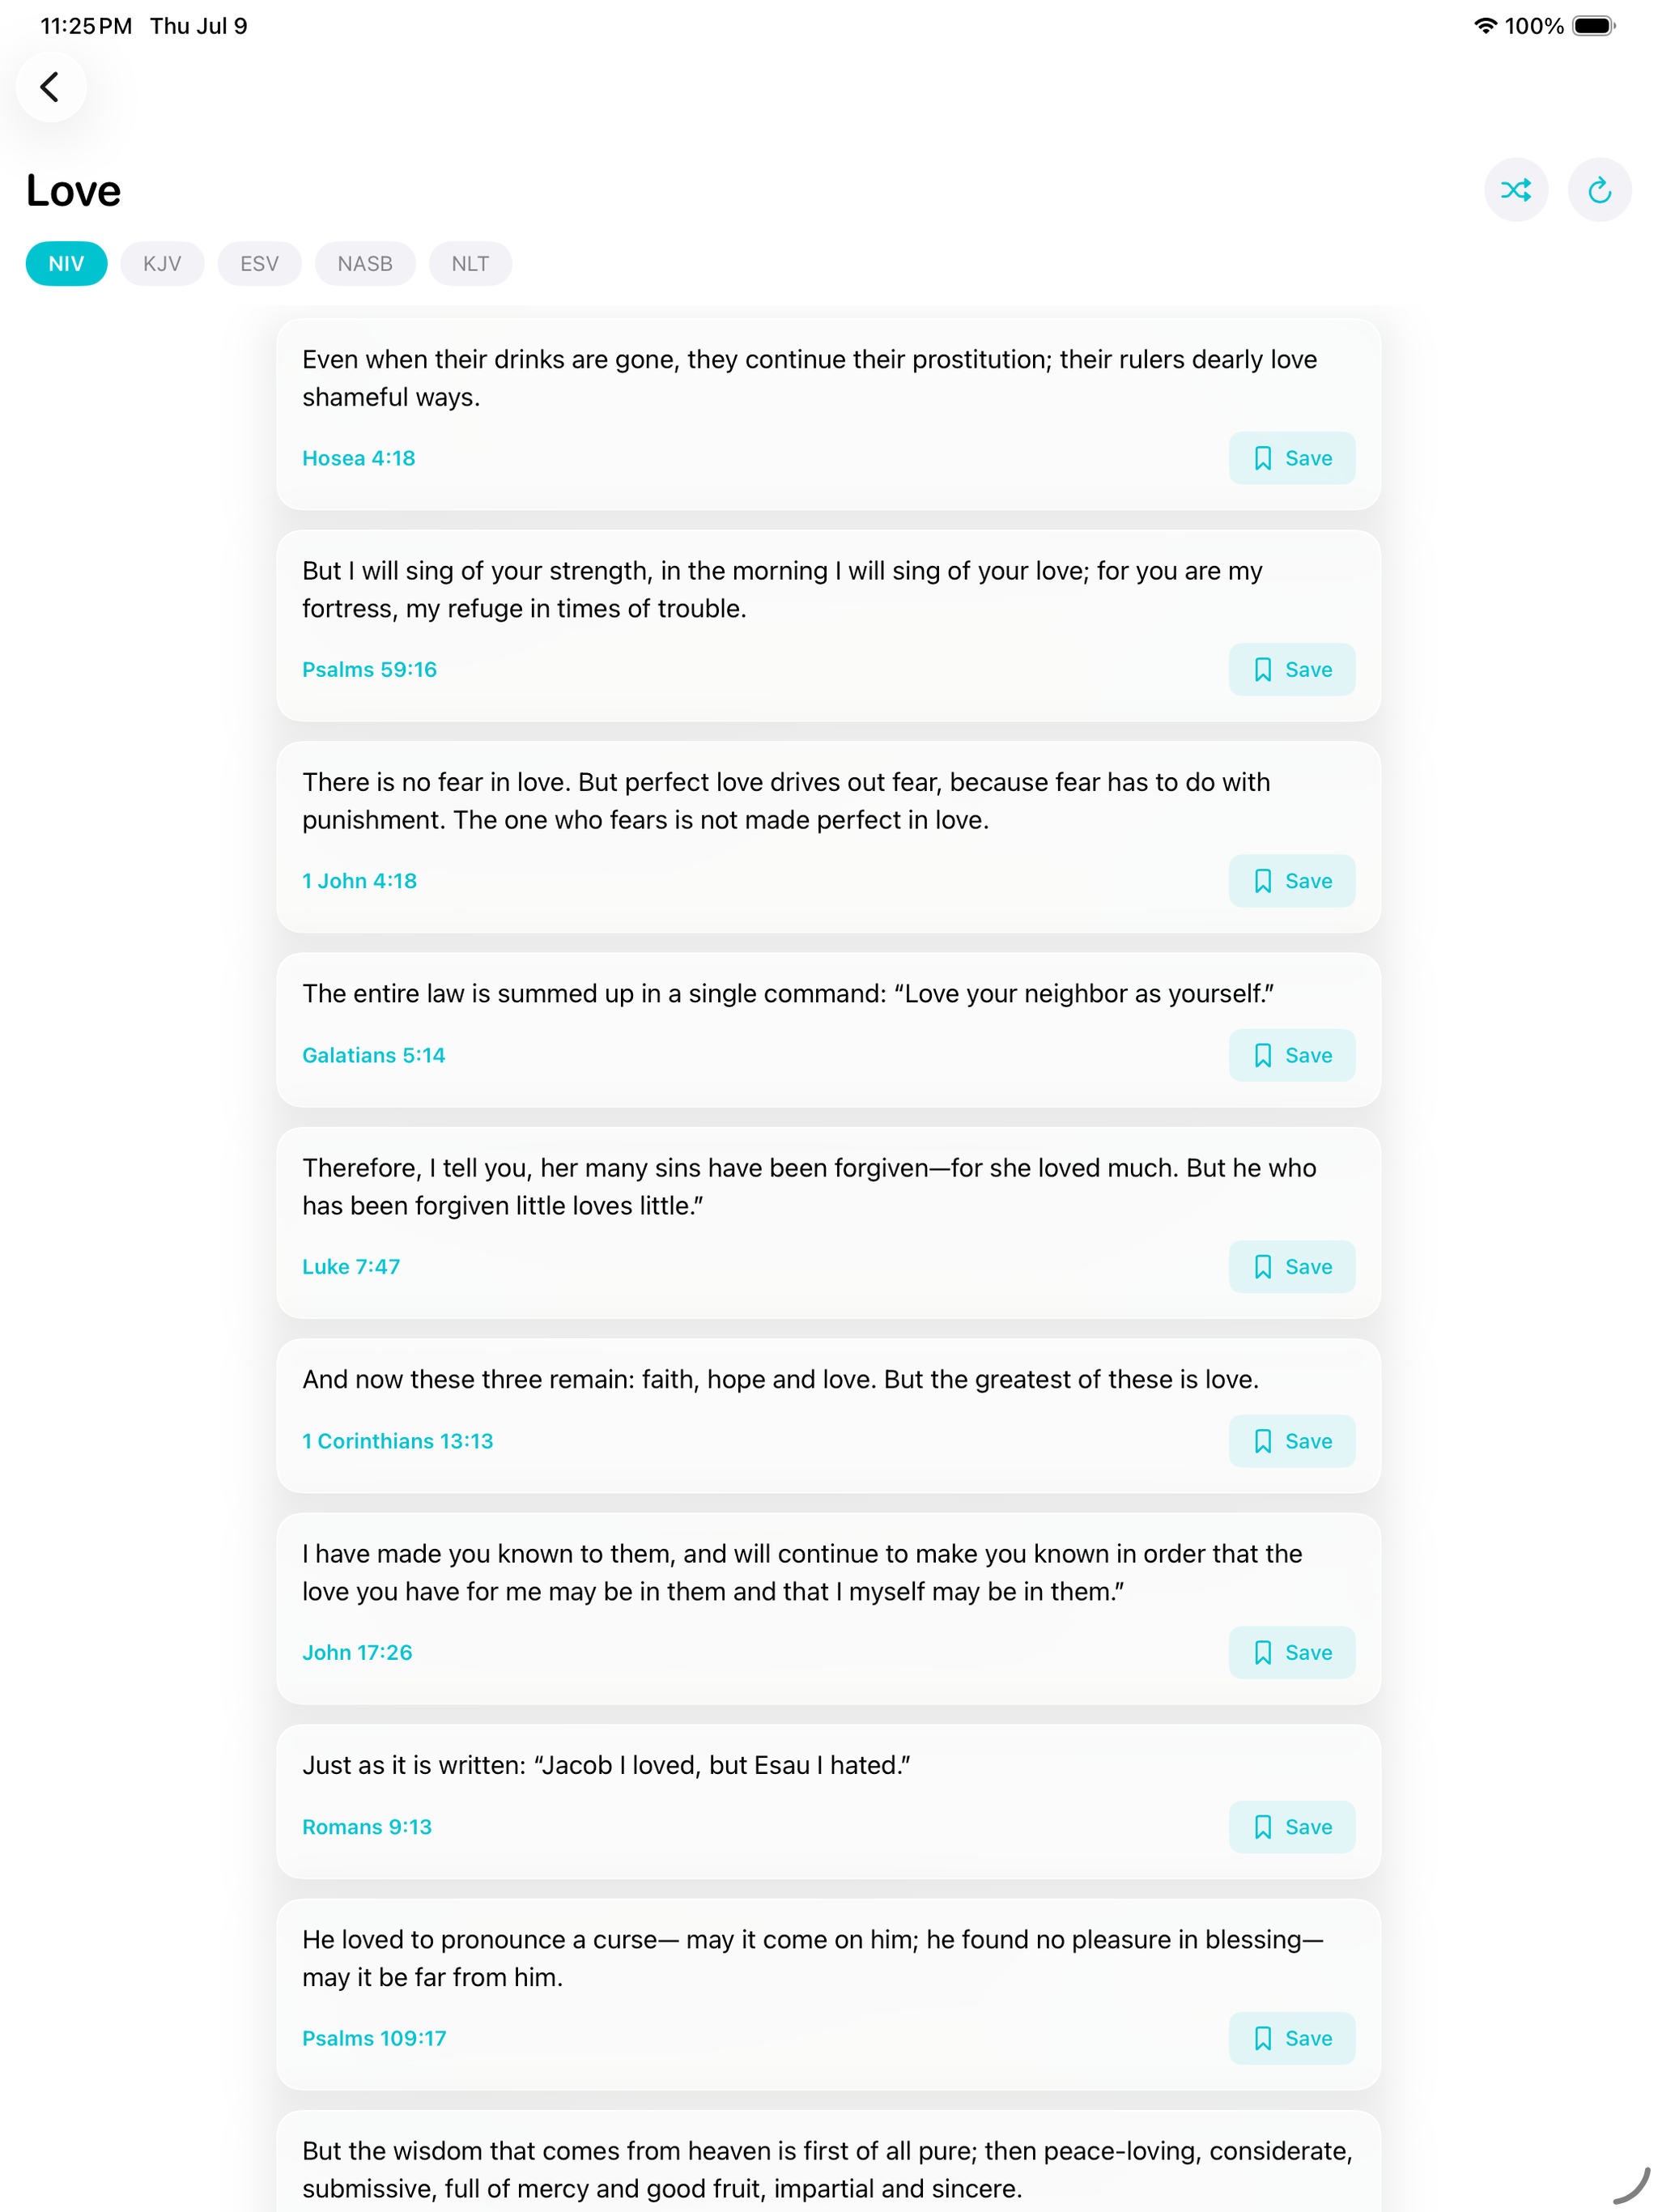 11:25 PM Thu Jul 9
100%
Love
NIV KJV ESV NASB NLT
Even when their drinks are gone, they continue their prostitution; their rulers dearly love
shameful ways.
Hosea 4:18
Save
But I will sing of your strength, in the morning I will sing of your love; for you are my
fortress, my refuge in times of trouble.
Psalms 59:16
Save
There is no fear in love. But perfect love drives out fear, because fear has to do with
punishment. The one who fears is not made perfect in love.
1 John 4:18
Save
The entire law is summed up in a single command: “Love your neighbor as yourself.”
Galatians 5:14
Save
Therefore, I tell you, her many sins have been forgiven—for she loved much. But he who
has been forgiven little loves little.”
Luke 7:47
Save
And now these three remain: faith, hope and love. But the greatest of these is love.
1 Corinthians 13:13
Save
I have made you known to them, and will continue to make you known in order that the
love you have for me may be in them and that I myself may be in them.”
John 17:26
Save
Just as it is written: “Jacob I loved, but Esau I hated.”
Romans 9:13
Save
He loved to pronounce a curse— may it come on him; he found no pleasure in blessing—
may it be far from him.
Psalms 109:17
Save
But the wisdom that comes from heaven is first of all pure; then peace-loving, considerate,
submissive, full of mercy and good fruit, impartial and sincere.